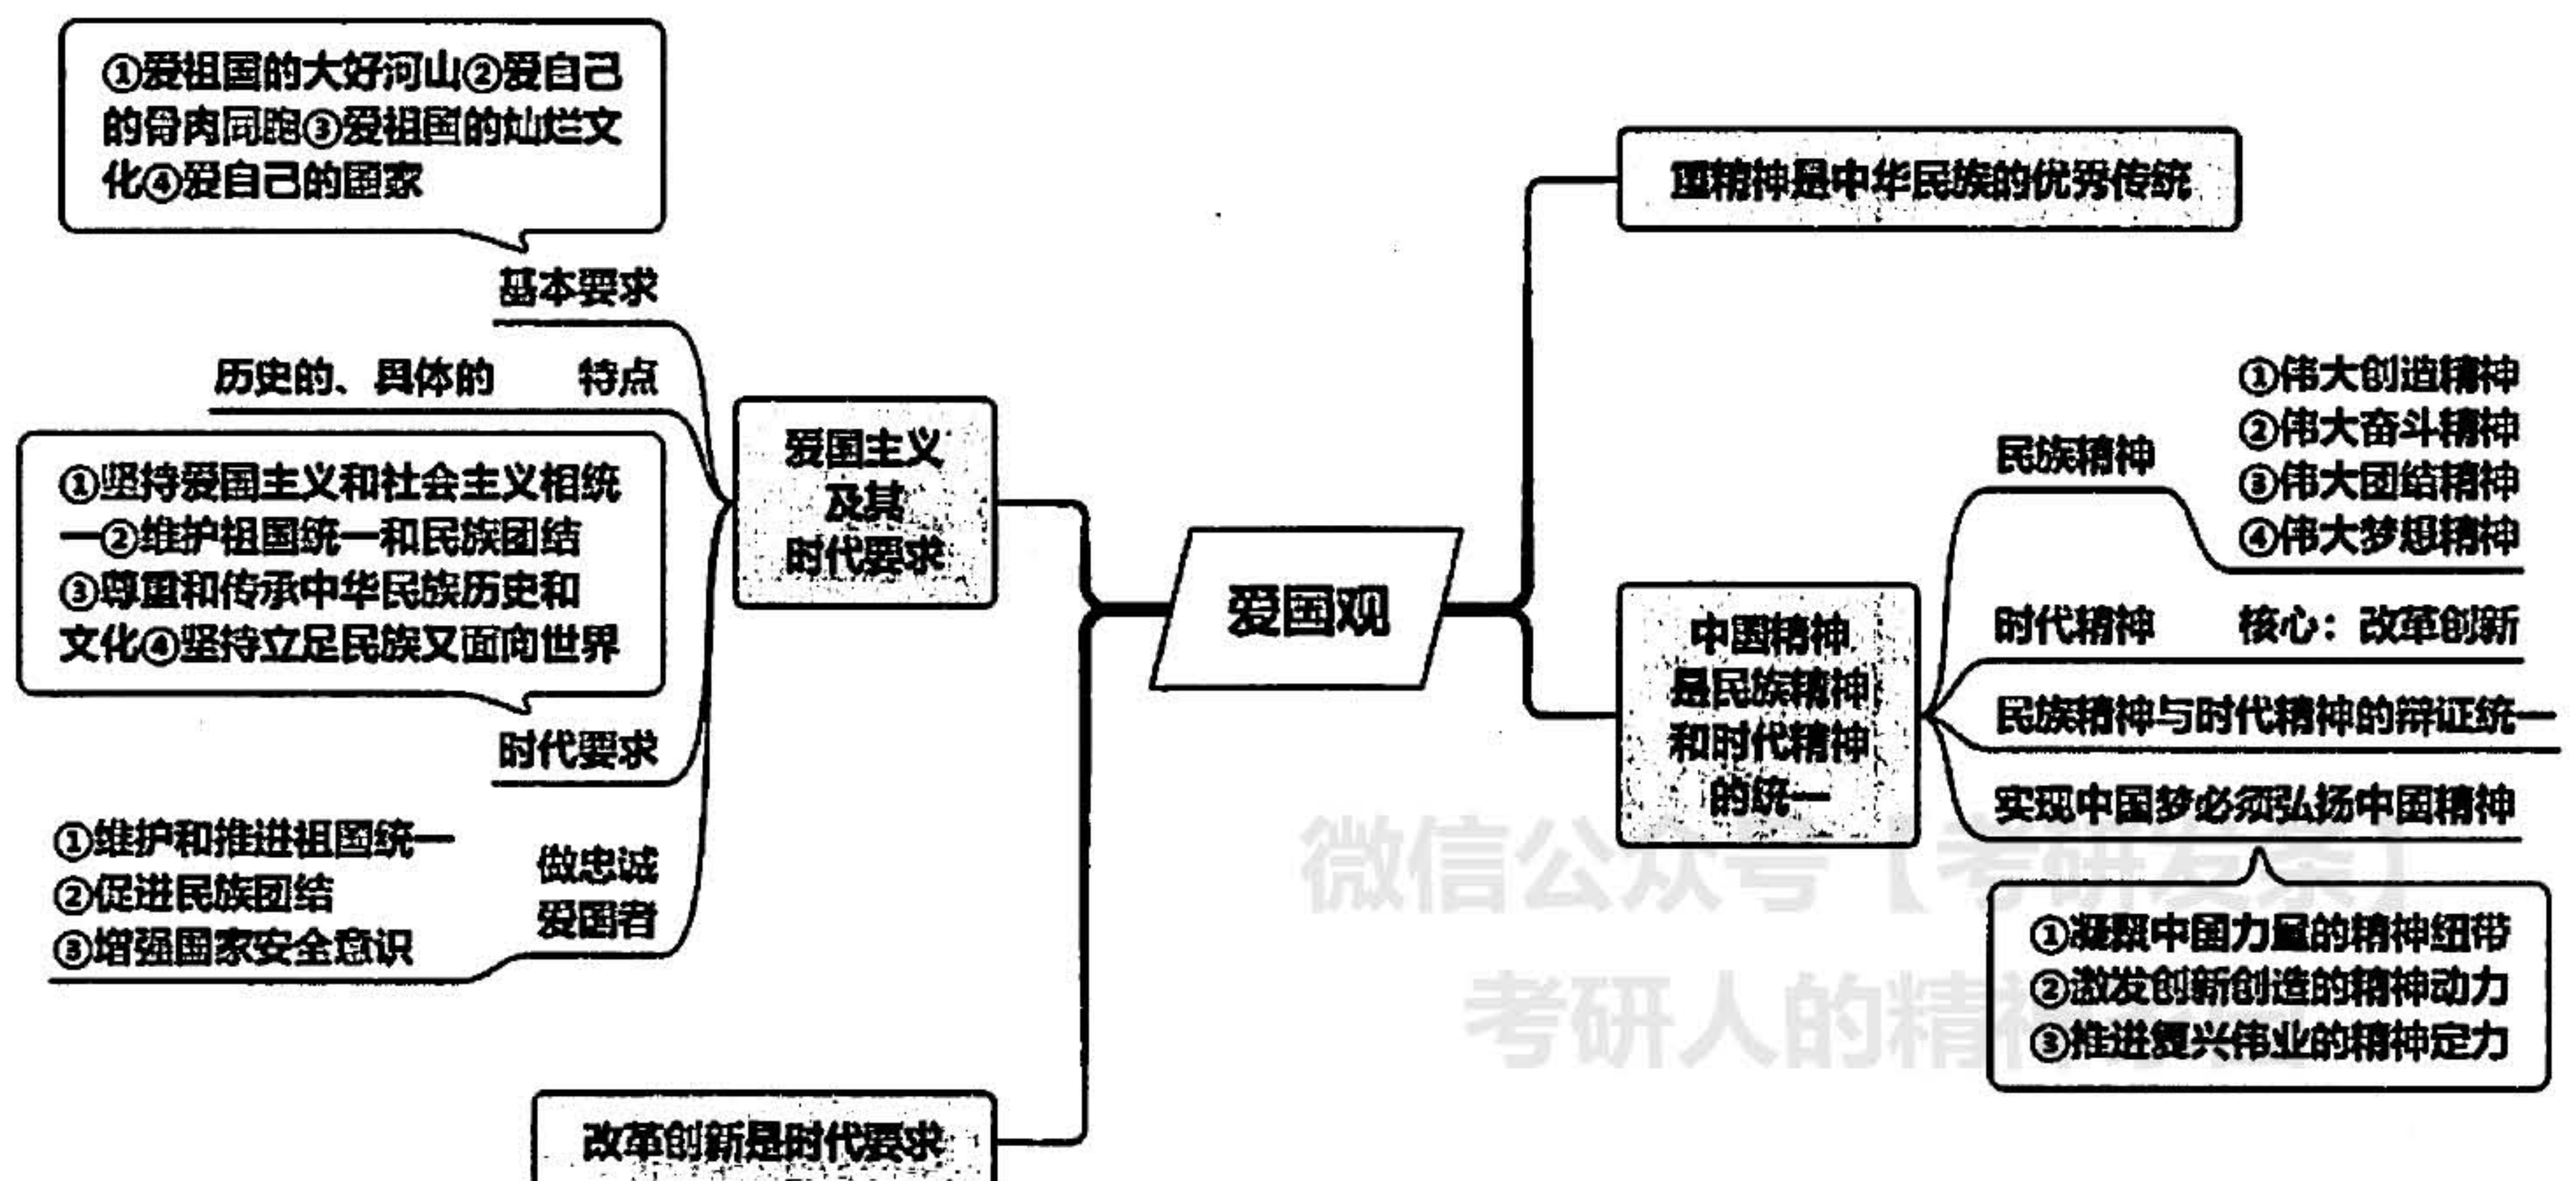 ①爱祖国的大好河山②爱自己
的骨肉同胞③爱祖国的灿烂文
化④爱自己的国家
基本要求
历史的、具体的 特点
①坚持爱国主义和社会主义相统
一②维护祖国统一和民族团结
③尊重和传承中华民族历史和
文化④坚持立足民族又面向世界
时代要求
①维护和推进祖国统一
②促进民族团结
③增强国家安全意识
做忠诚
爱国者
爱国主义
及其
时代要求
改革创新是时代要求
爱国观
重精神是中华民族的优秀传统
中国精神
是民族精神
和时代精神
的统一
民族精神
①伟大创造精神
②伟大奋斗精神
③伟大团结精神
④伟大梦想精神
时代精神 核心：改革创新
民族精神与时代精神的辩证统一
实现中国梦必须弘扬中国精神
①凝聚中国力量的精神纽带
②激发创新创造的精神动力
③推进复兴伟业的精神定力
微信公众号【考研发条】
考研人的精神